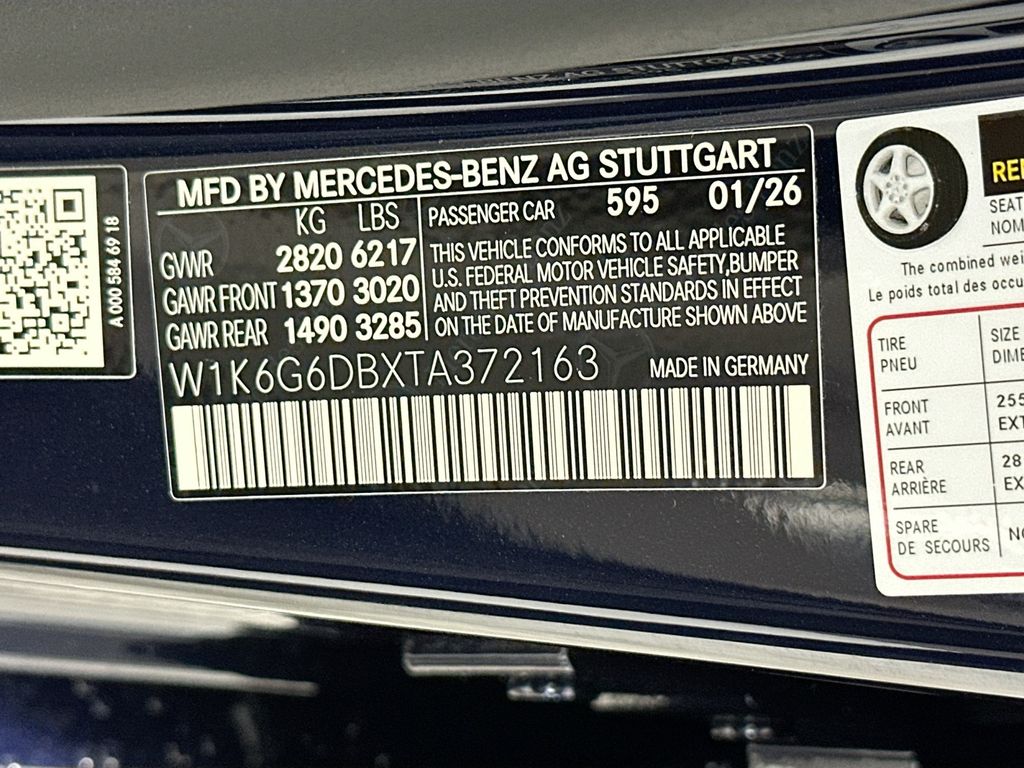 A 000 584 69 18
MFD BY MERCEDES-BENZ AG STUTTGART
KG LBS
GVWR 2820 6217
GAWR FRONT 1370 3020
GAWR REAR 1490 3285
PASSENGER CAR 595 01/26
THIS VEHICLE CONFORMS TO ALL APPLICABLE
U.S. FEDERAL MOTOR VEHICLE SAFETY,BUMPER
AND THEFT PREVENTION STANDARDS IN EFFECT
ON THE DATE OF MANUFACTURE SHOWN ABOVE
W1K6G6DBXTA372163
MADE IN GERMANY
SEAT
The combined
Le poids total des
TIRE
PNEU
SIZE
FRONT
AVANT
255
REAR
ARRIÈRE
28
SPARE
DE SECOURS